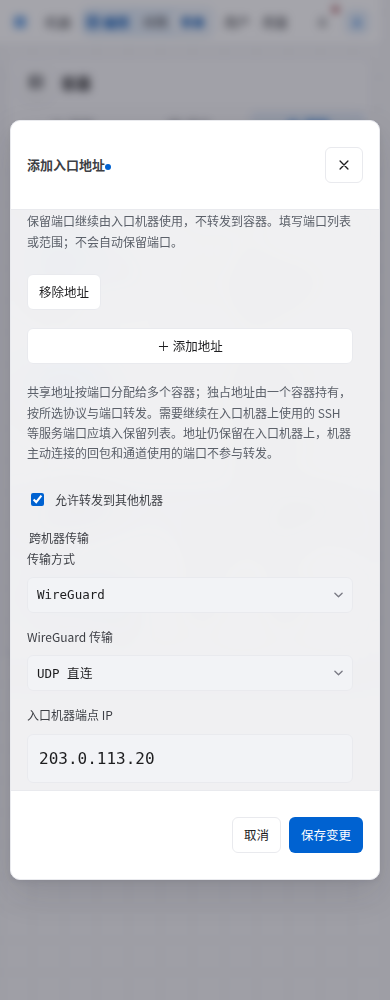 添加入口地址
保留端口继续由入口机器使用，不转发到容器。填写端口列表
或范围；不会自动保留端口。
移除地址
＋ 添加地址
共享地址按端口分配给多个容器；独占地址由一个容器持有，
按所选协议与端口转发。需要继续在入口机器上使用的 SSH
等服务端口应填入保留列表。地址仍保留在入口机器上，机器
主动连接的回包和通道使用的端口不参与转发。
允许转发到其他机器
跨机器传输
传输方式
WireGuard
WireGuard 传输
UDP 直连
入口机器端点 IP
203.0.113.20
取消
保存变更